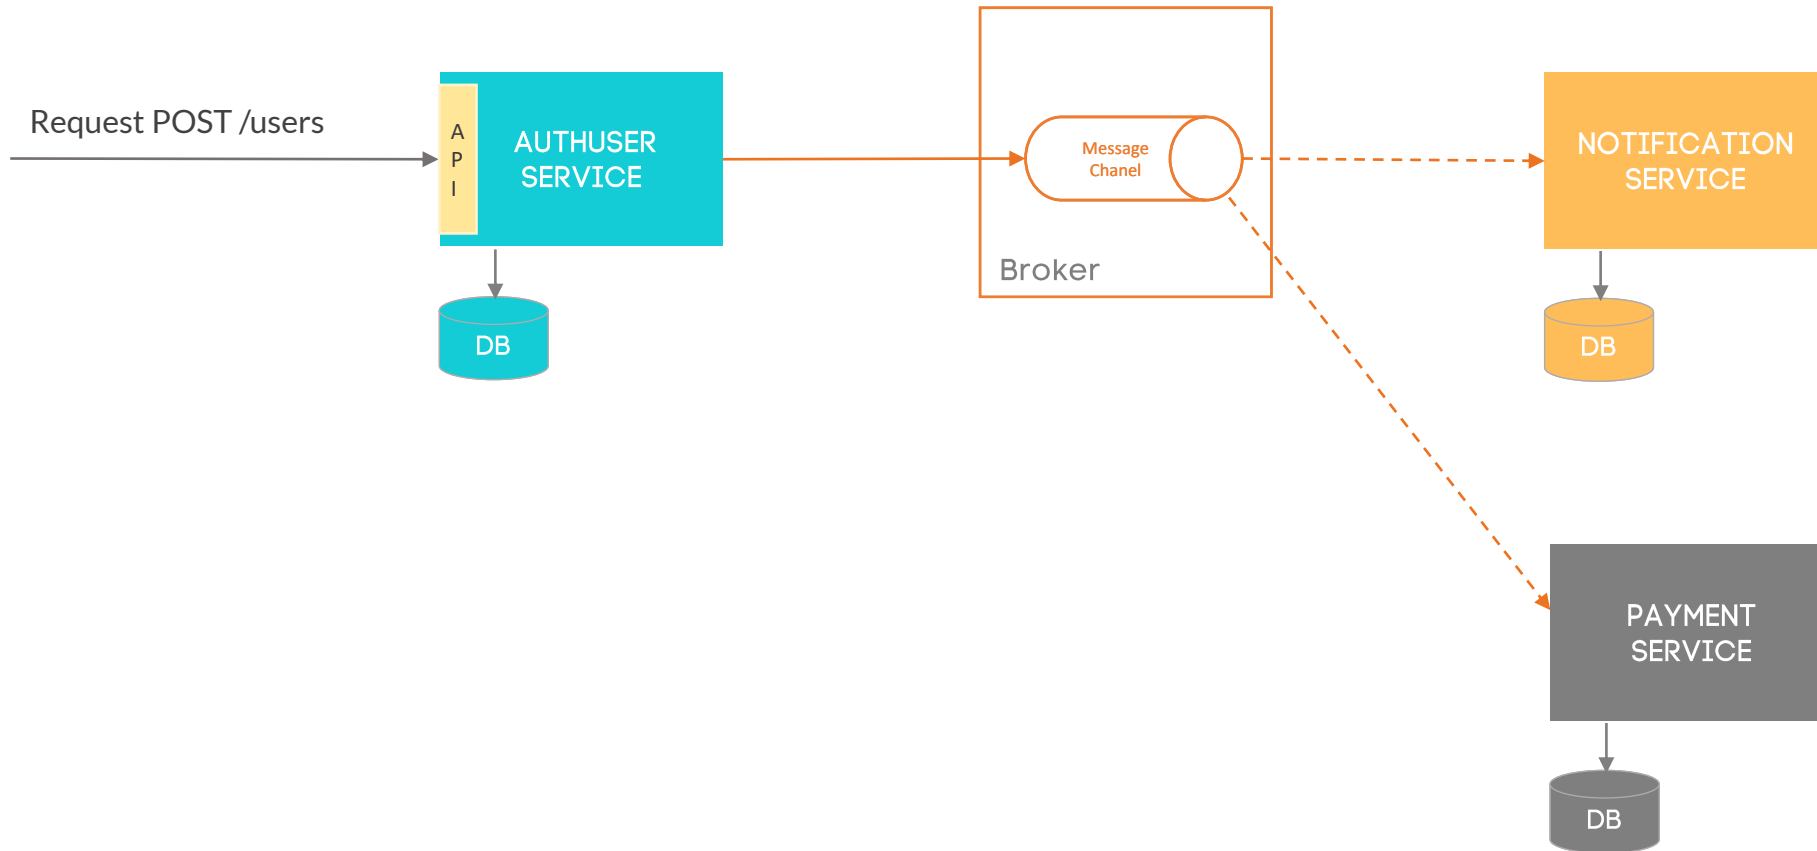 Request POST /users
A
P
I
AUTHUSER
SERVICE
DB
Message
Chanel
Broker
NOTIFICATION
SERVICE
DB
PAYMENT
SERVICE
DB